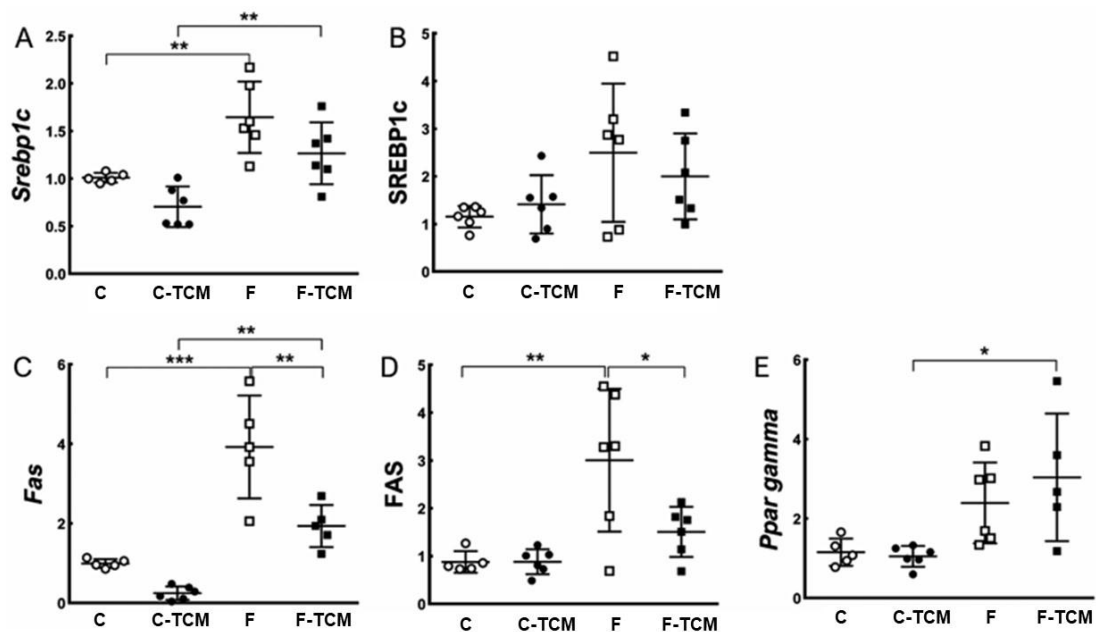 A
Srebp1c
2.5
2.0
1.5
1.0
0.5
0.0
**
**
C C-TCM F F-TCM
B
SREBP1c
5
4
3
2
1
0
C C-TCM F F-TCM
C
Fas
6
4
2
0
**
*** **
C C-TCM F F-TCM
D
FAS
5
4
3
2
1
0
** *
C C-TCM F F-TCM
E
Ppar gamma
6
4
2
0
*
C C-TCM F F-TCM